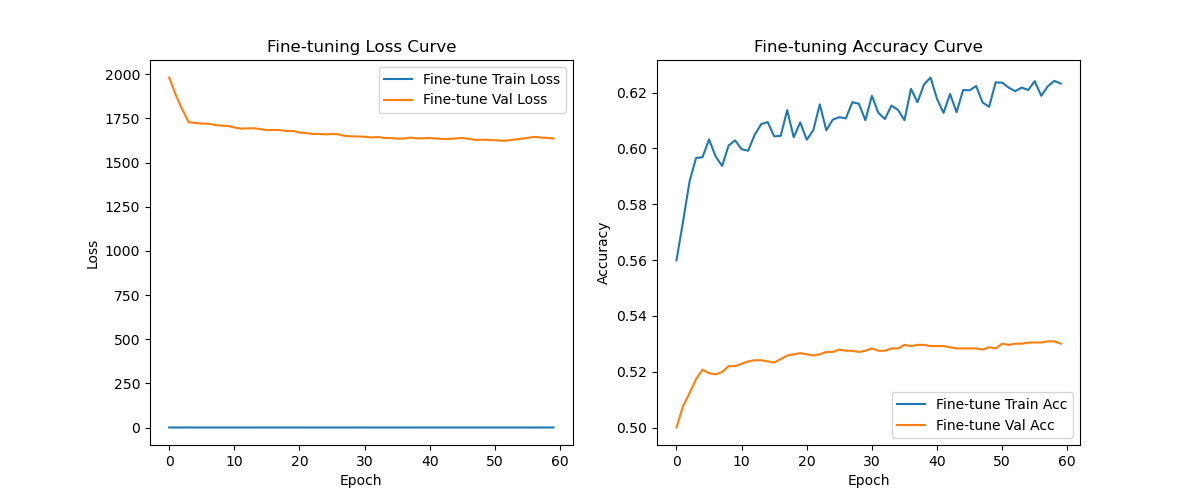 Fine-tuning Loss Curve
Fine-tune Train Loss
Fine-tune Val Loss
2000
1750
1500
1250
1000
750
500
250
0
Loss
0 10 20 30 40 50 60
Epoch
Fine-tuning Accuracy Curve
0.62
0.60
0.58
0.56
0.54
0.52
0.50
Accuracy
Fine-tune Train Acc
Fine-tune Val Acc
0 10 20 30 40 50 60
Epoch